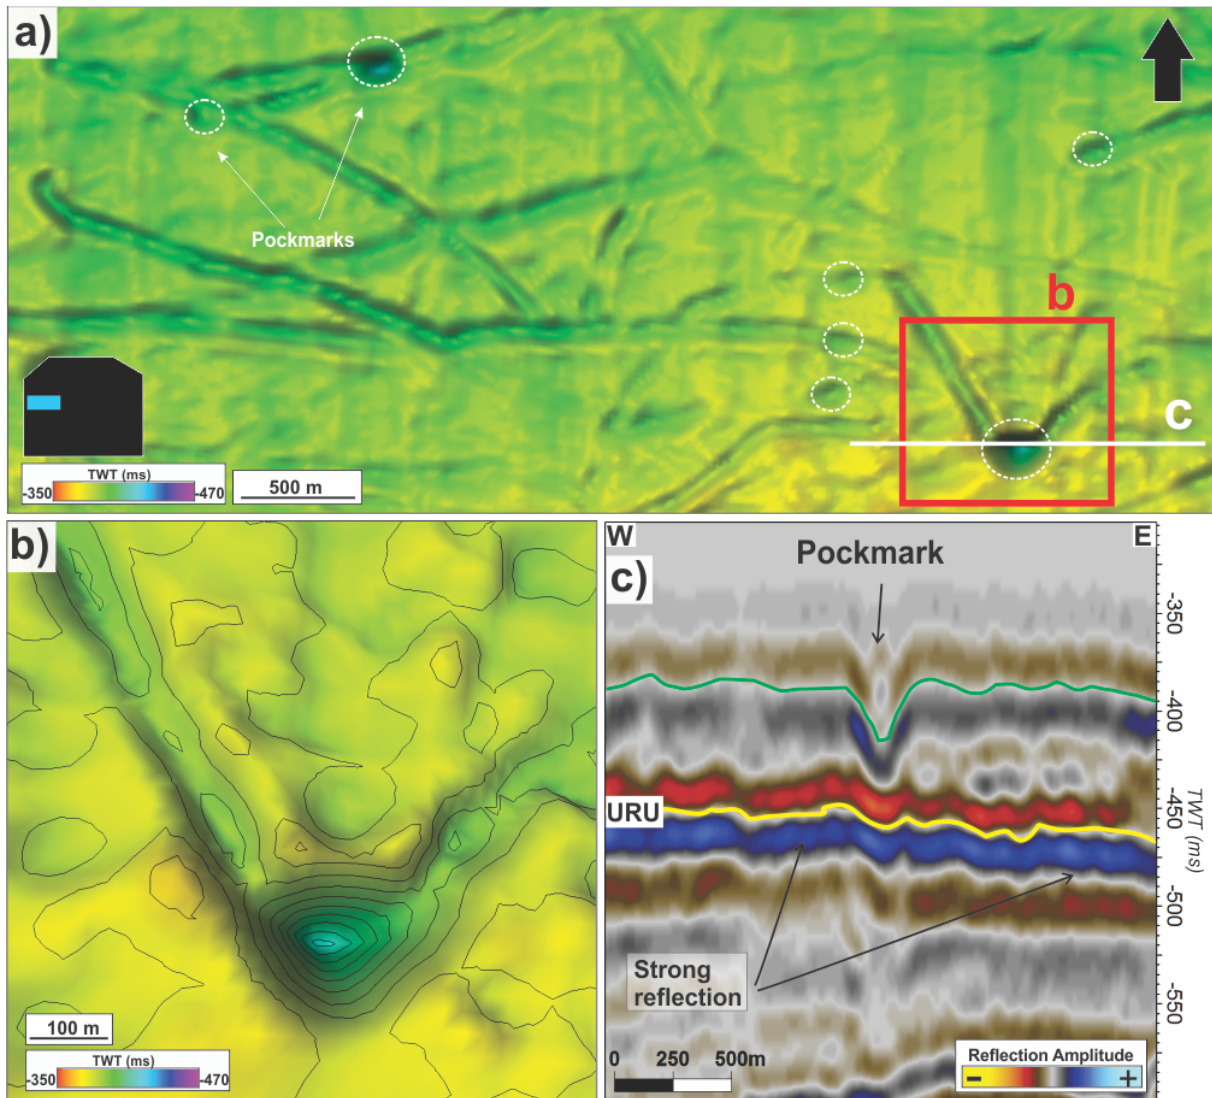 a)
Pockmarks
b
c
TWT (ms)
-350
-470
500 m
b)
100 m
TWT (ms)
-350
-470
W
E
c)
Pockmark
URU
Strong
reflection
0
250
500m
Reflection Amplitude
-
+
-350
-400
-450
-500
-550
TWT (ms)